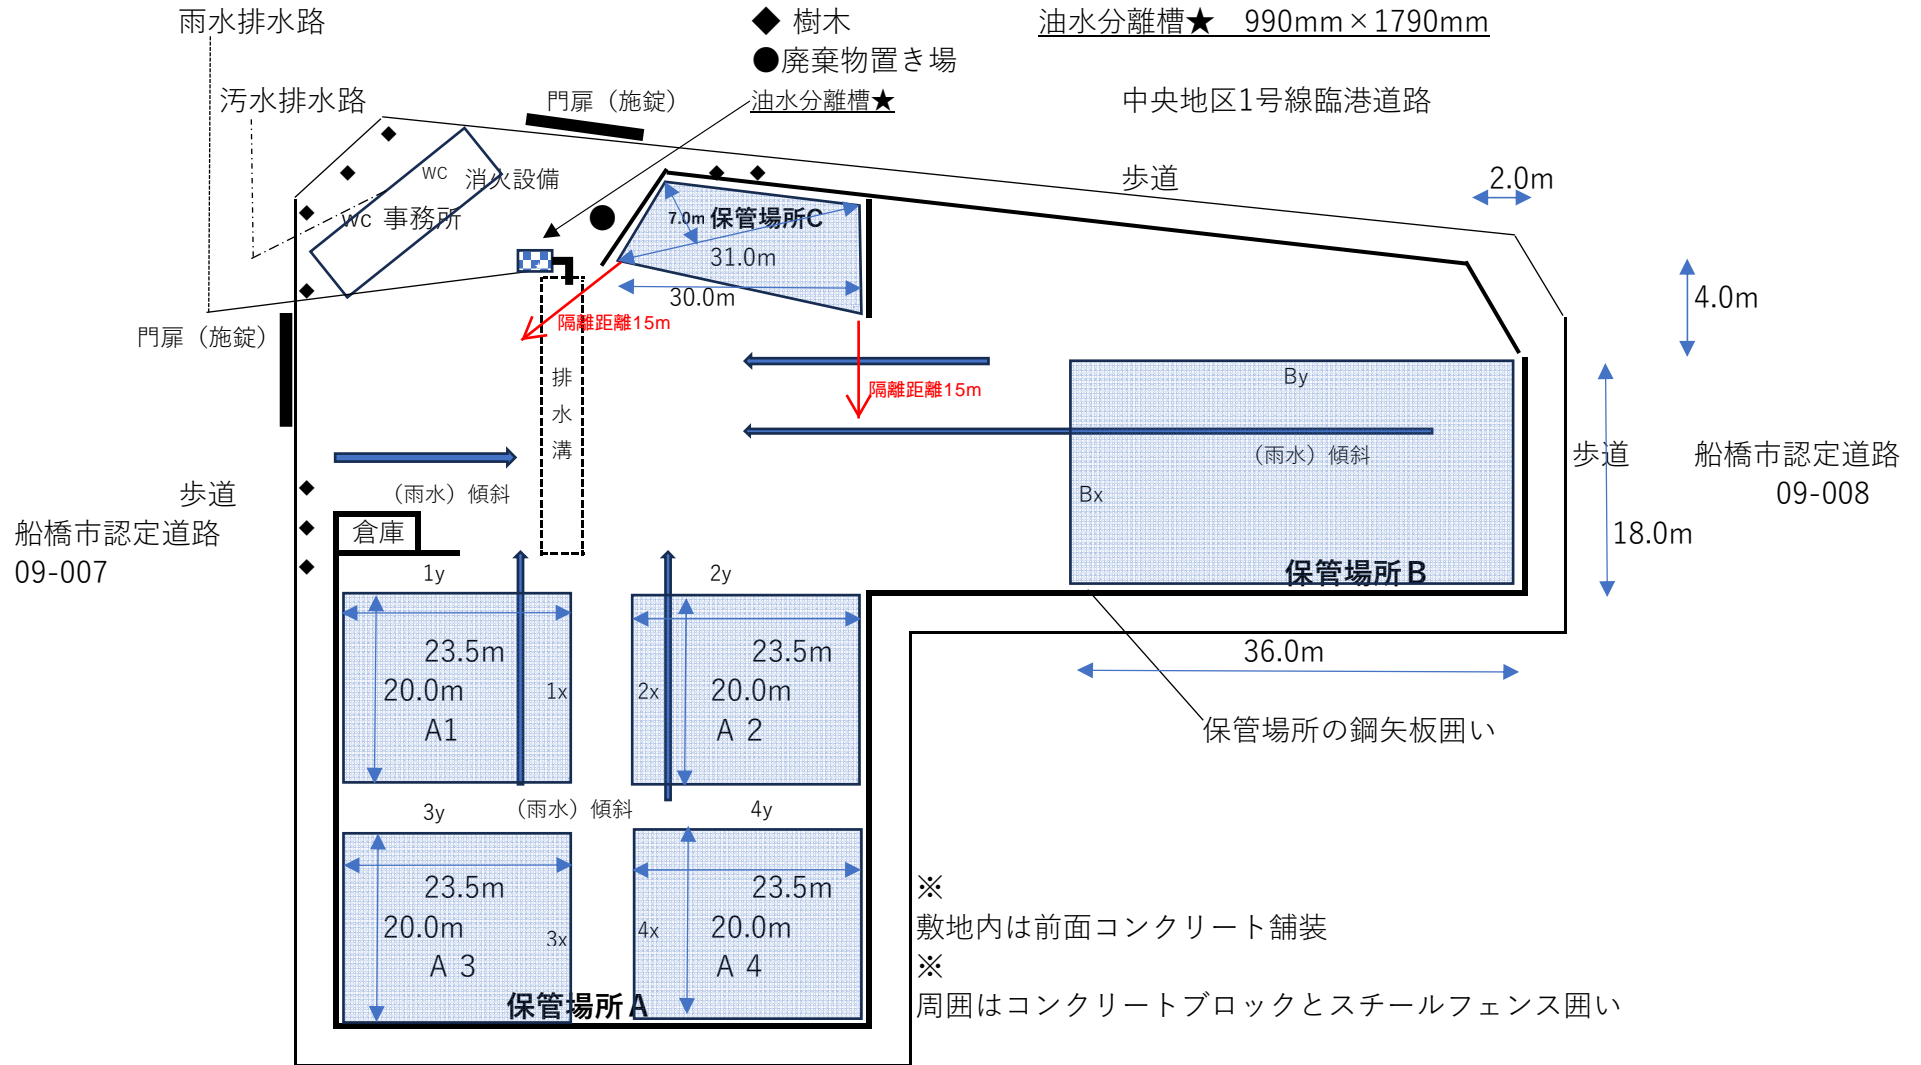 雨水排水路
◆ 樹木
油水分離槽★ 990mm×1790mm
●廃棄物置き場
汚水排水路
門扉（施錠）
油水分離槽★
中央地区1号線臨港道路
WC 消火設備
歩道
2.0m
wc 事務所
7.0m 保管場所C
31.0m
30.0m
4.0m
隔離距離15m
門扉（施錠）
排水溝
By
隔離距離15m
（雨水）傾斜
歩道
船橋市認定道路
09-008
Bx
（雨水）傾斜
歩道
船橋市認定道路
09-007
倉庫
18.0m
保管場所B
1y
2y
23.5m
20.0m
1x
A1
23.5m
2x
20.0m
A 2
36.0m
保管場所の鋼矢板囲い
3y
（雨水）傾斜
4y
23.5m
20.0m
3x
A 3
23.5m
4x
20.0m
A 4
保管場所A
※
敷地内は前面コンクリート舗装
※
周囲はコンクリートブロックとスチールフェンス囲い